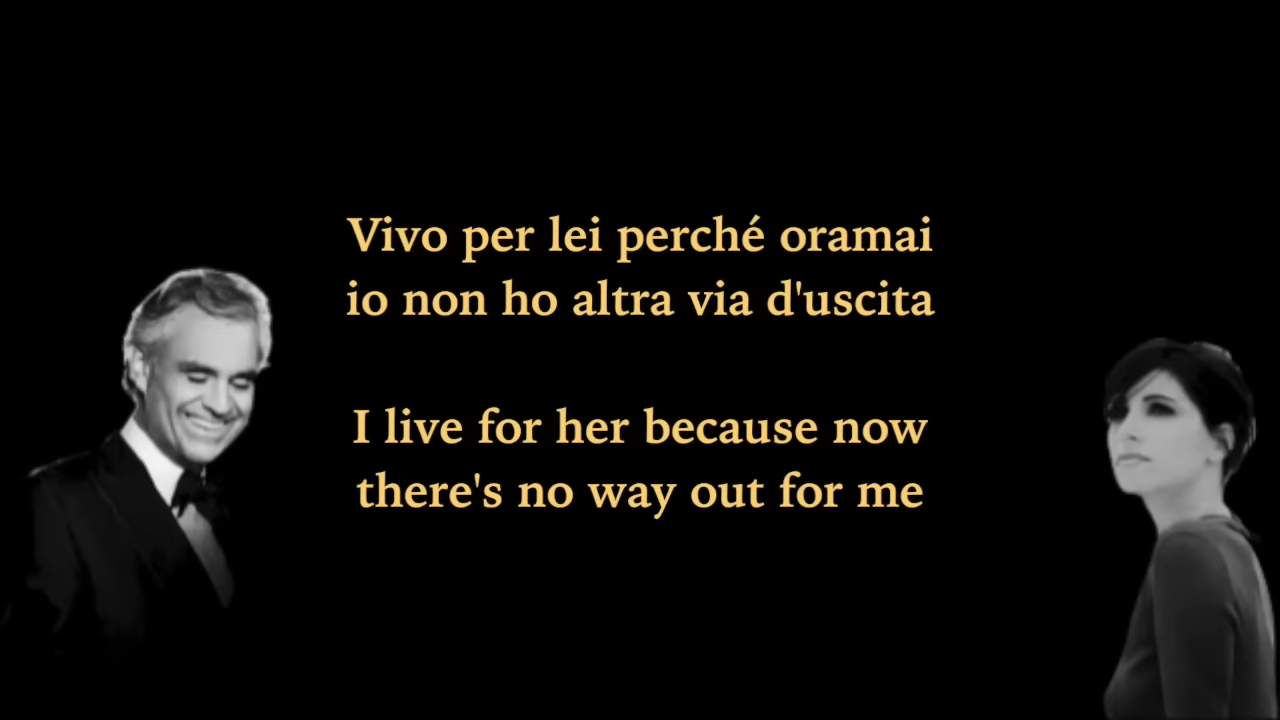 Vivo per lei perché oramai
io non ho altra via d'uscita
I live for her because now
there's no way out for me